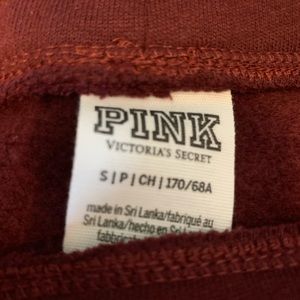 PINK
VICTORIA'S SECRET
S | P | CH | 170/68A
made in Sri Lanka/fabriqué au
Sri Lanka/hecho en Sri